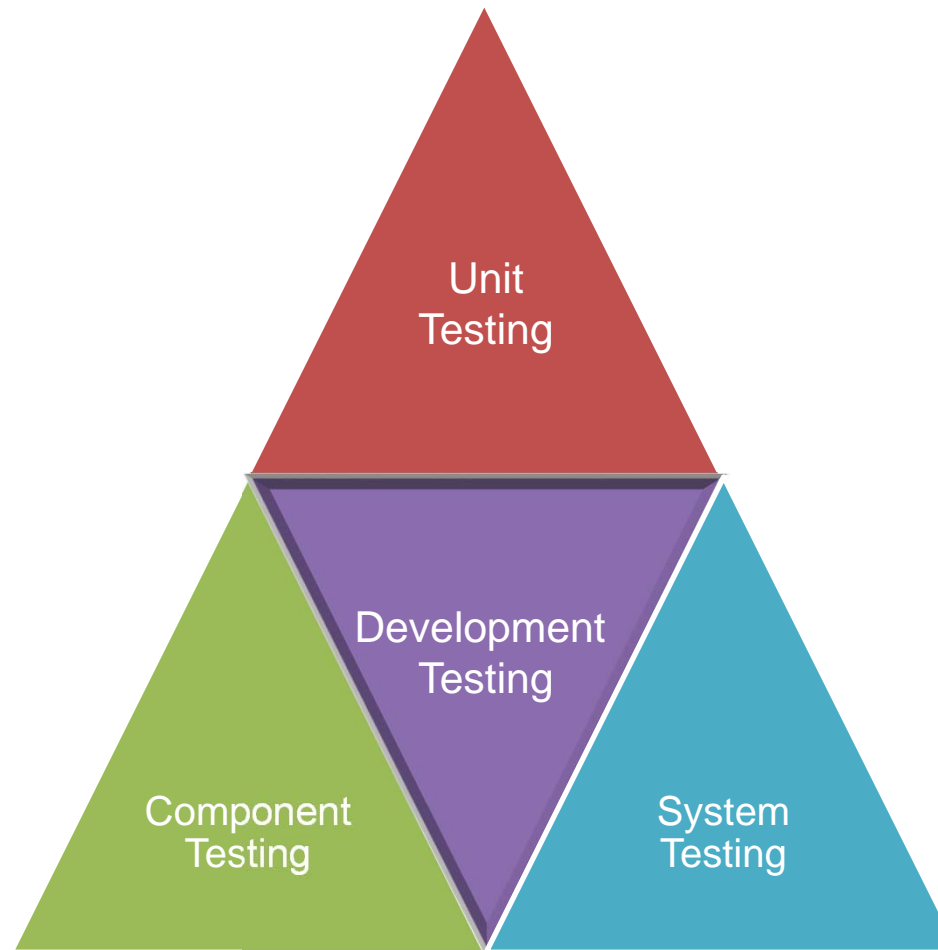 Unit
Testing
Development
Testing
Component
Testing
System
Testing